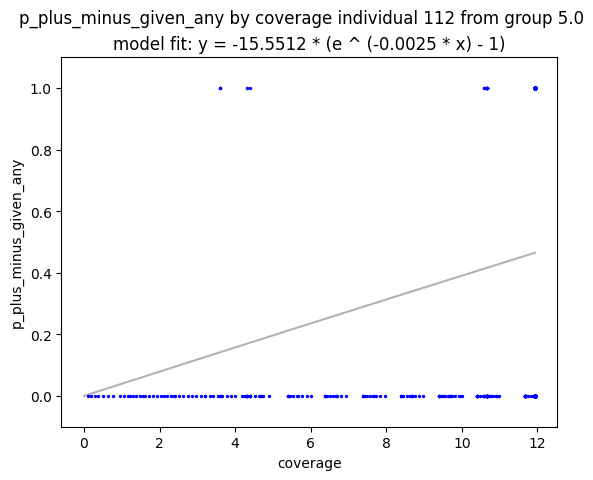 p_plus_minus_given_any by coverage individual 112 from group 5.0
model fit: y = -15.5512 * (e ^ (-0.0025 * x) - 1)
p_plus_minus_given_any
1.0
0.8
0.6
0.4
0.2
0.0
0 2 4 6 8 10 12
coverage